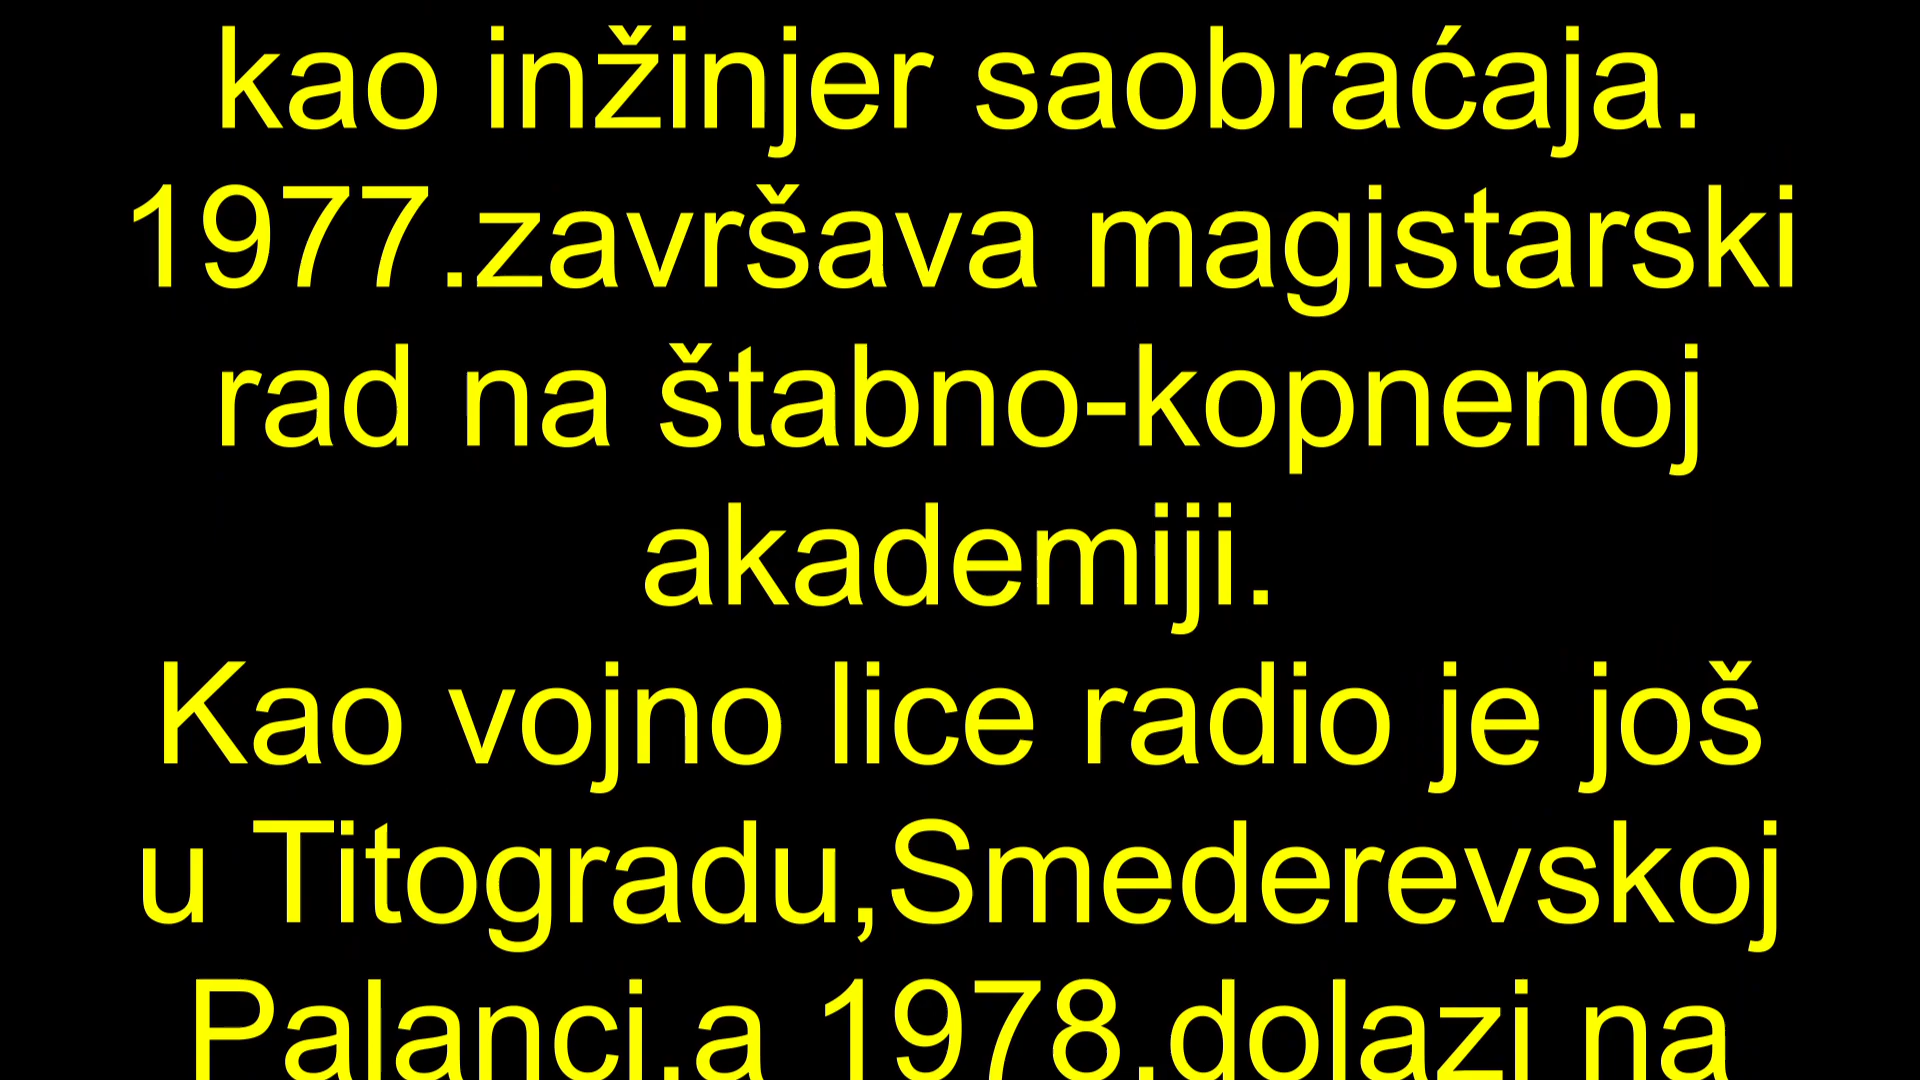 kao inžinjer saobraćaja.
1977.završava magistarski
rad na štabno-kopnenoj
akademiji.
Kao vojno lice radio je još
u Titogradu,Smederevskoj
Palanci,a 1978.dolazi na